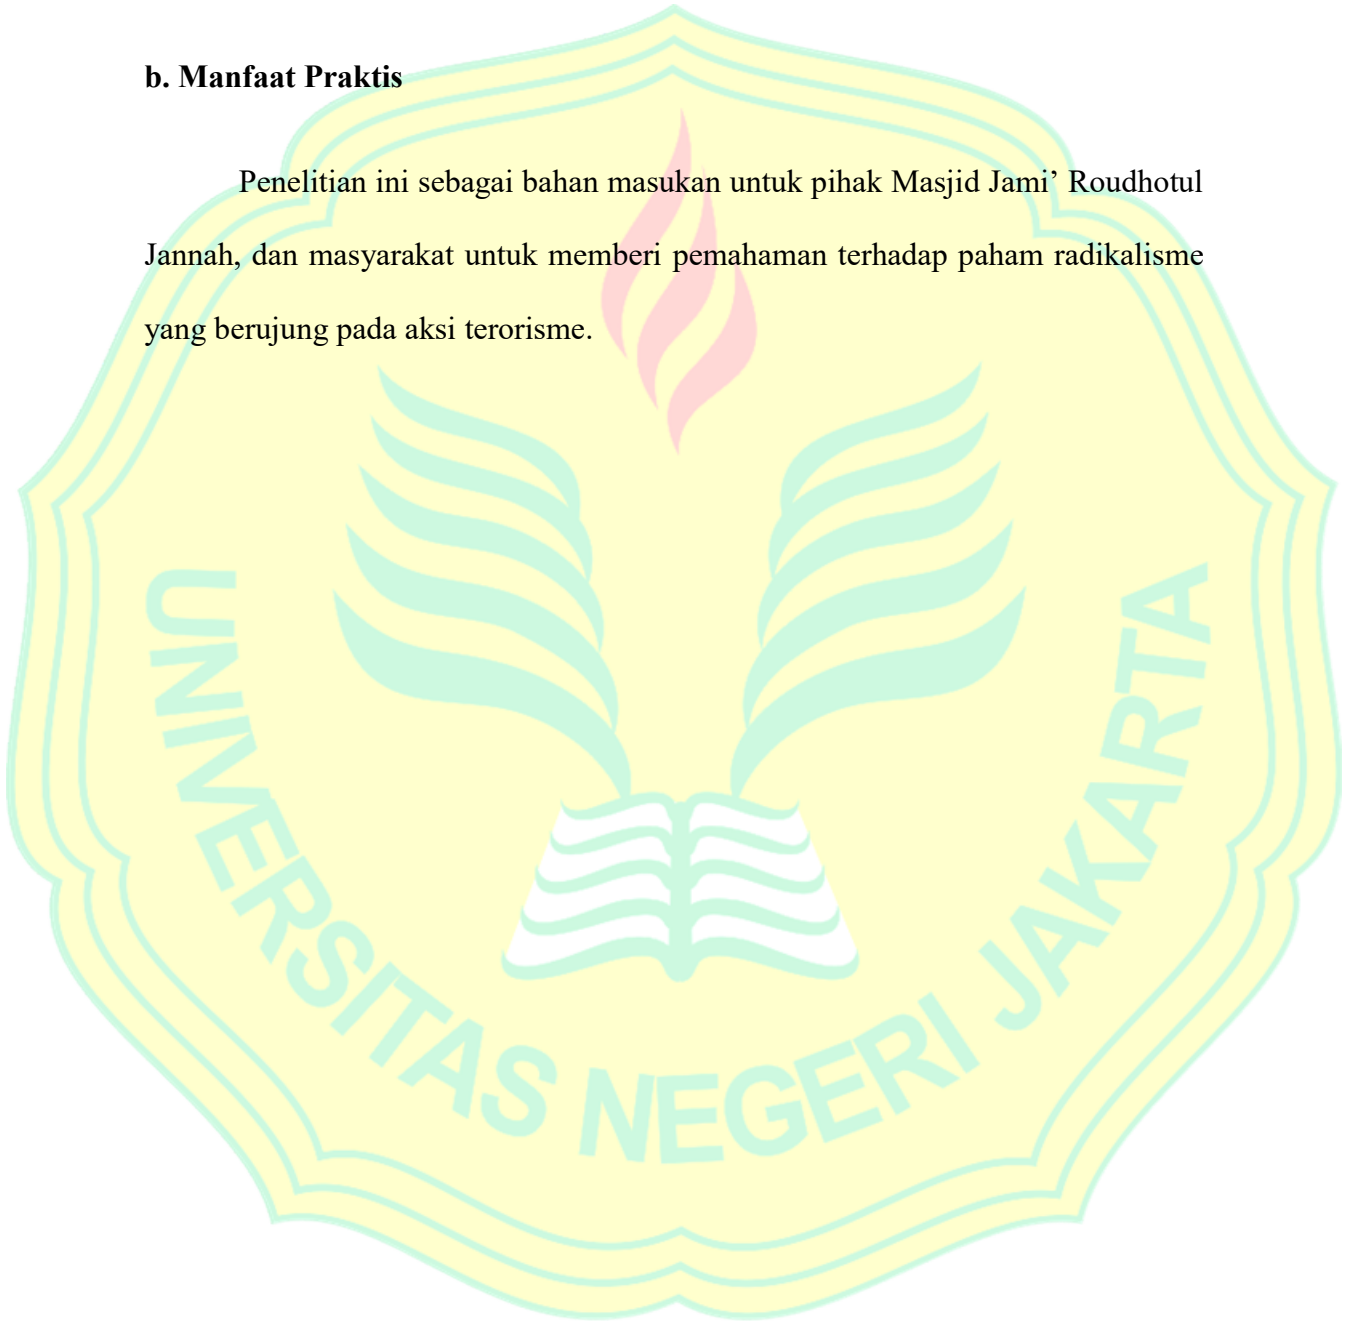 b. Manfaat Praktis
Penelitian ini sebagai bahan masukan untuk pihak Masjid Jami’ Roudhotul
Jannah, dan masyarakat untuk memberi pemahaman terhadap paham radikalisme
yang berujung pada aksi terorisme.
UNIVERSITAS NEGERI JAKARTA